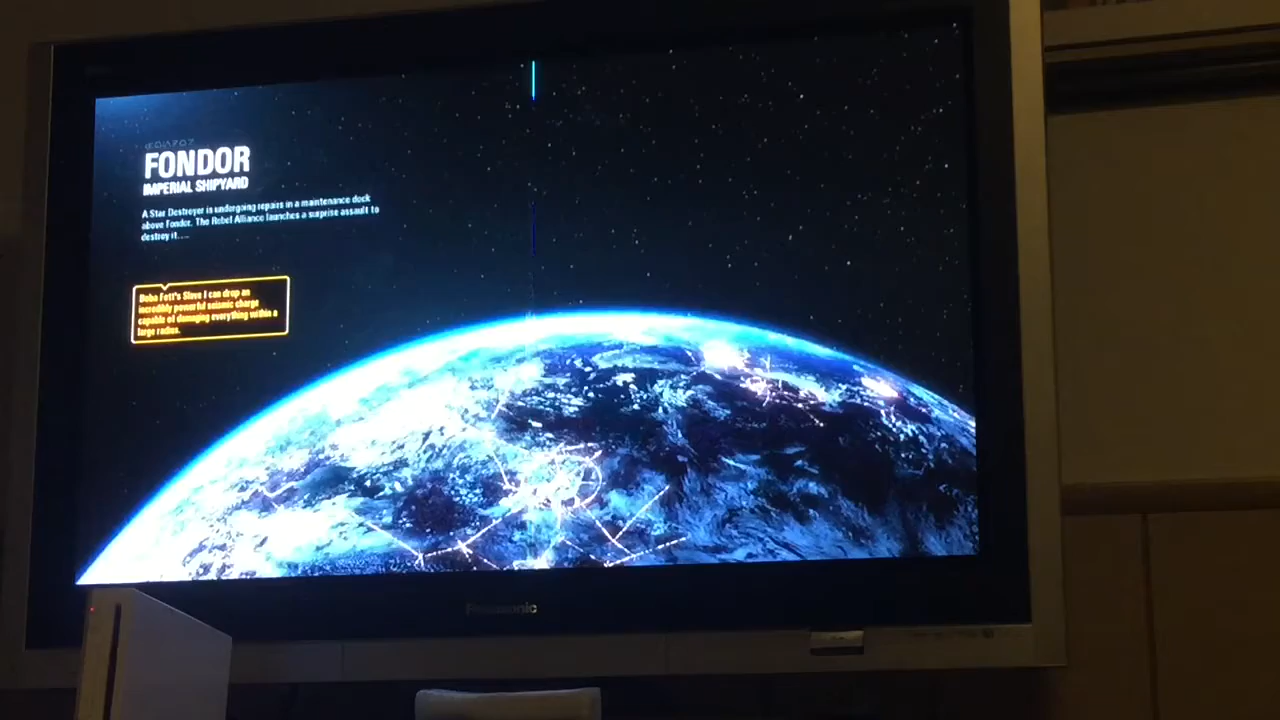 FONDOR
IMPERIAL SHIPYARD
A Star Destroyer is undergoing repairs in a maintenance dock
above Fondor. The Rebel Alliance launches a surprise assault to
destroy it....
Boba Fett's Slave I can drop an
incredibly powerful seismic charge
capable of damaging everything within a
large radius.
Panasonic